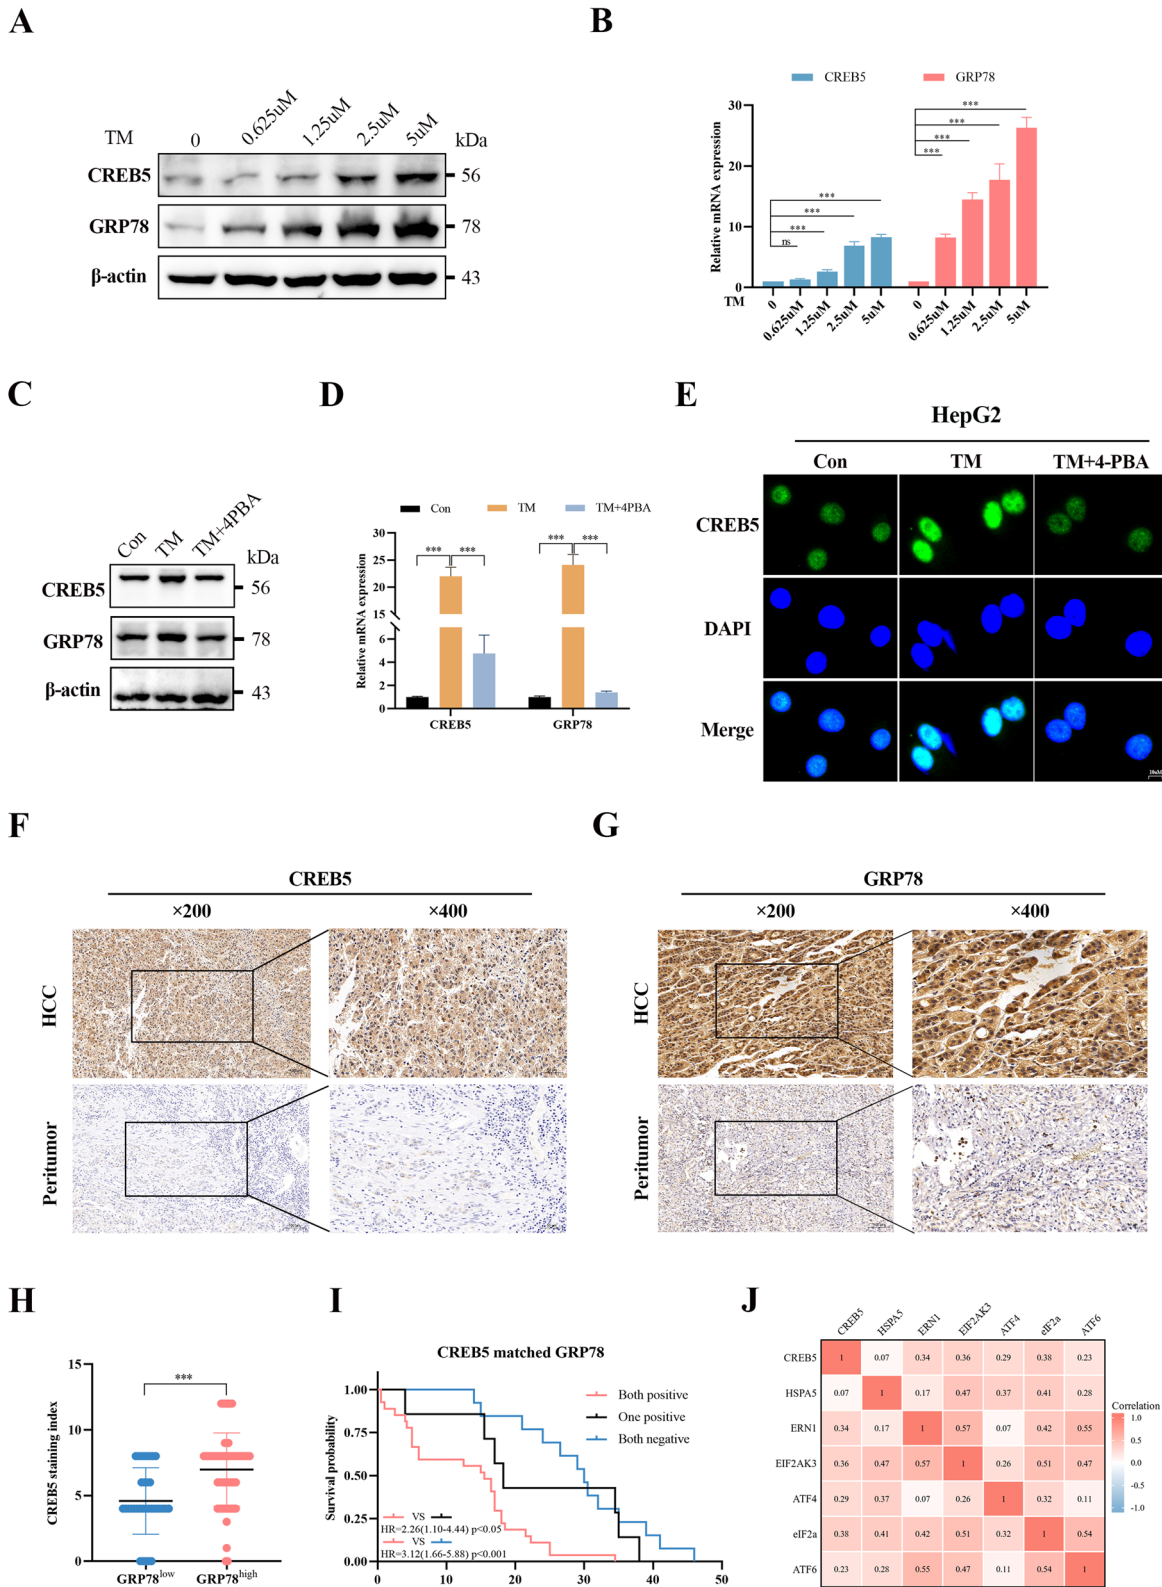 A
TM 0 0.625uM 1.25uM 2.5uM 5uM kDa
CREB5 56
GRP78 78
β-actin 43
B
CREB5 GRP78
Relative mRNA expression
30
20
10
0
ns *** *** ***
*** *** *** ***
TM
0 0.625uM 1.25uM 2.5uM 5uM 0 0.625uM 1.25uM 2.5uM 5uM
C
Con TM TM+4PBA
kDa
CREB5 56
GRP78 78
β-actin 43
D
Con TM TM+4PBA
Relative mRNA expression
30
25
20
15
6
4
2
0
*** *** *** ***
CREB5 GRP78
E
HepG2
Con TM TM+4-PBA
CREB5
DAPI
Merge
10uM
F
CREB5
×200 ×400
HCC
Peritumor
G
GRP78
×200 ×400
HCC
Peritumor
H
CREB5 staining index
15
10
5
0
***
GRP78low GRP78high
I
CREB5 matched GRP78
Survival probability
1.00
0.75
0.50
0.25
0.00
Both positive
One positive
Both negative
VS
HR=2.26(1.10-4.44) p<0.05
VS
HR=3.12(1.66-5.88) p<0.001
0 10 20 30 40 50
J
CREB5 HSPA5 ERN1 EIF2AK3 ATF4 eIF2a ATF6
CREB5 1 0.07 0.34 0.36 0.29 0.38 0.23
HSPA5 0.07 1 0.17 0.47 0.37 0.41 0.28
ERN1 0.34 0.17 1 0.57 0.07 0.42 0.55
EIF2AK3 0.36 0.47 0.57 1 0.26 0.51 0.47
ATF4 0.29 0.37 0.07 0.26 1 0.32 0.11
eIF2a 0.38 0.41 0.42 0.51 0.32 1 0.54
ATF6 0.23 0.28 0.55 0.47 0.11 0.54 1
Correlation
1.0
0.5
0.0
-0.5
-1.0